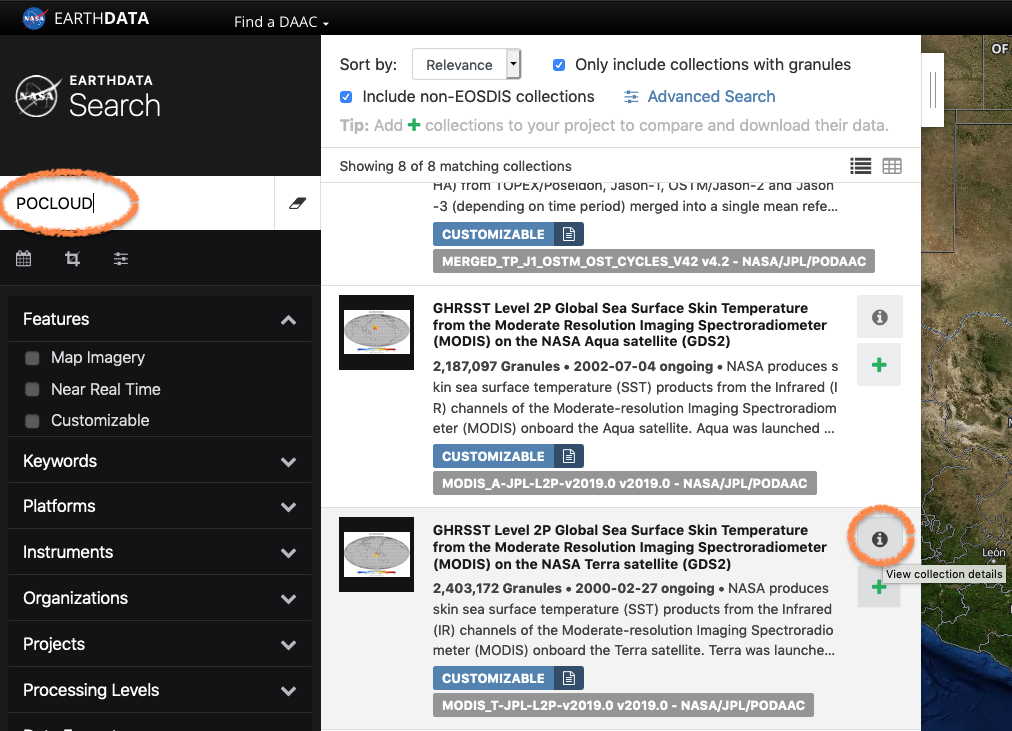 NASA EARTHDATA
Find a DAAC
NASA EARTHDATA
Search
POCLOUD
Features
Map Imagery
Near Real Time
Customizable
Keywords
Platforms
Instruments
Organizations
Projects
Processing Levels
Sort by: Relevance Only include collections with granules
Include non-EOSDIS collections Advanced Search
Tip: Add + collections to your project to compare and download their data.
Showing 8 of 8 matching collections
HA) from TOPEX/Poseidon, Jason-1, OSTM/Jason-2 and Jason
-3 (depending on time period) merged into a single mean refe...
CUSTOMIZABLE
MERGED_TP_J1_OSTM_OST_CYCLES_V42 v4.2 - NASA/JPL/PODAAC
GHRSST Level 2P Global Sea Surface Skin Temperature
from the Moderate Resolution Imaging Spectroradiometer
(MODIS) on the NASA Aqua satellite (GDS2)
2,187,097 Granules • 2002-07-04 ongoing • NASA produces s
kin sea surface temperature (SST) products from the Infrared (I
R) channels of the Moderate-resolution Imaging Spectroradiom
eter (MODIS) onboard the Aqua satellite. Aqua was launched ...
CUSTOMIZABLE
MODIS_A-JPL-L2P-v2019.0 v2019.0 - NASA/JPL/PODAAC
GHRSST Level 2P Global Sea Surface Skin Temperature
from the Moderate Resolution Imaging Spectroradiometer
(MODIS) on the NASA Terra satellite (GDS2)
2,403,172 Granules • 2000-02-27 ongoing • NASA produces
skin sea surface temperature (SST) products from the Infrared
(IR) channels of the Moderate-resolution Imaging Spectroradio
meter (MODIS) onboard the Terra satellite. Terra was launche...
CUSTOMIZABLE
MODIS_T-JPL-L2P-v2019.0 v2019.0 - NASA/JPL/PODAAC
View collection details
OF
León